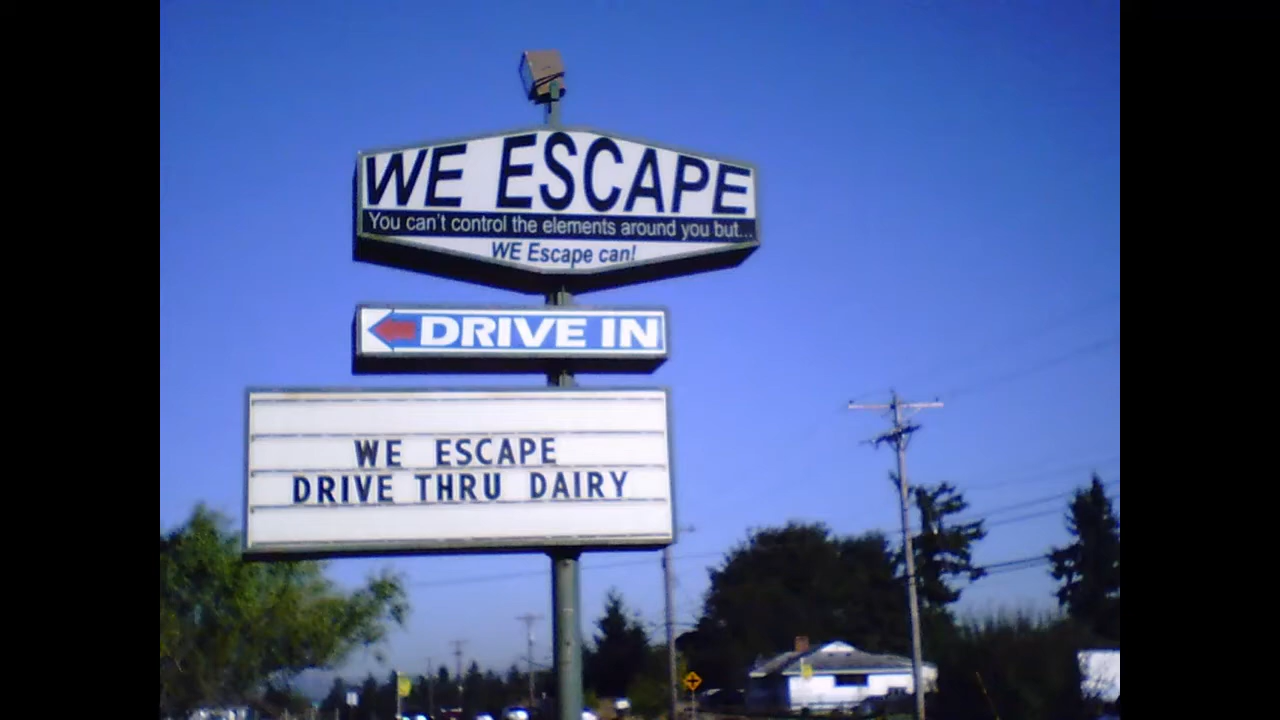 WE ESCAPE
You can't control the elements around you but...
WE Escape can!
DRIVE IN
WE ESCAPE
DRIVE THRU DAIRY